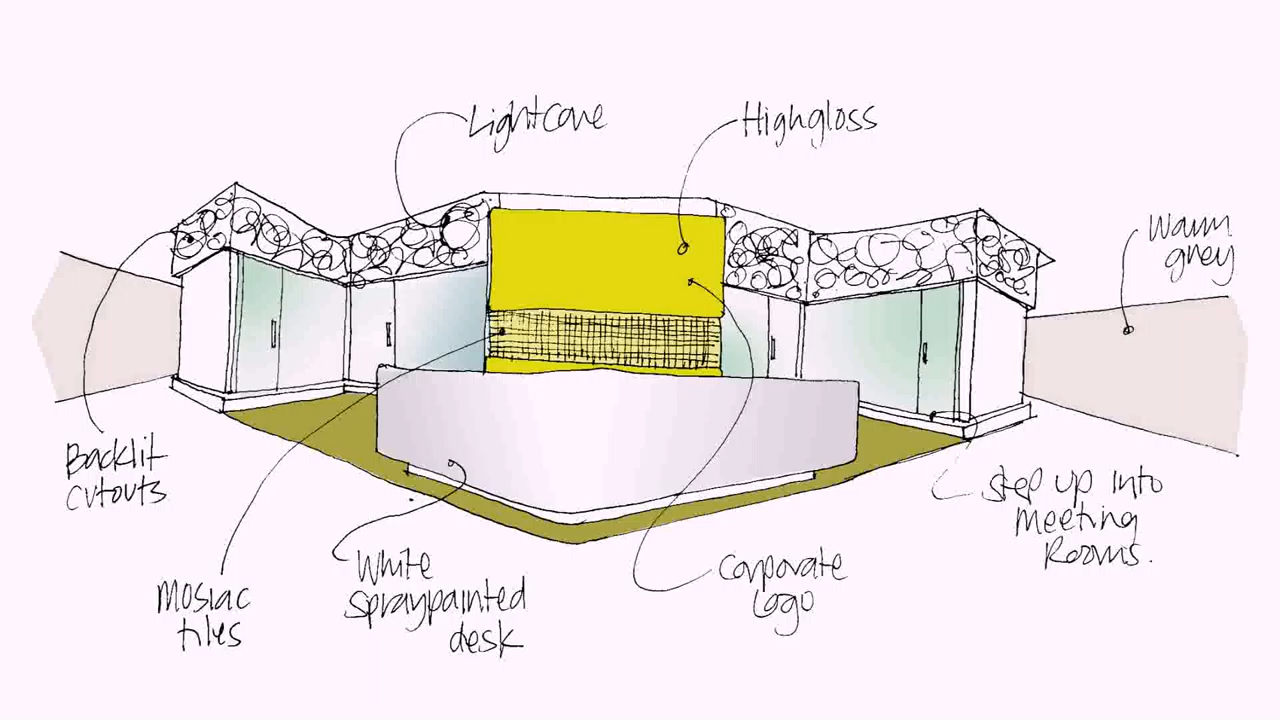 Lightcove
Highgloss
Warm
grey
Backlit
cutouts
Step up into
Meeting
Rooms.
White
spraypainted
desk
Corporate
Logo
Mosiac
tiles